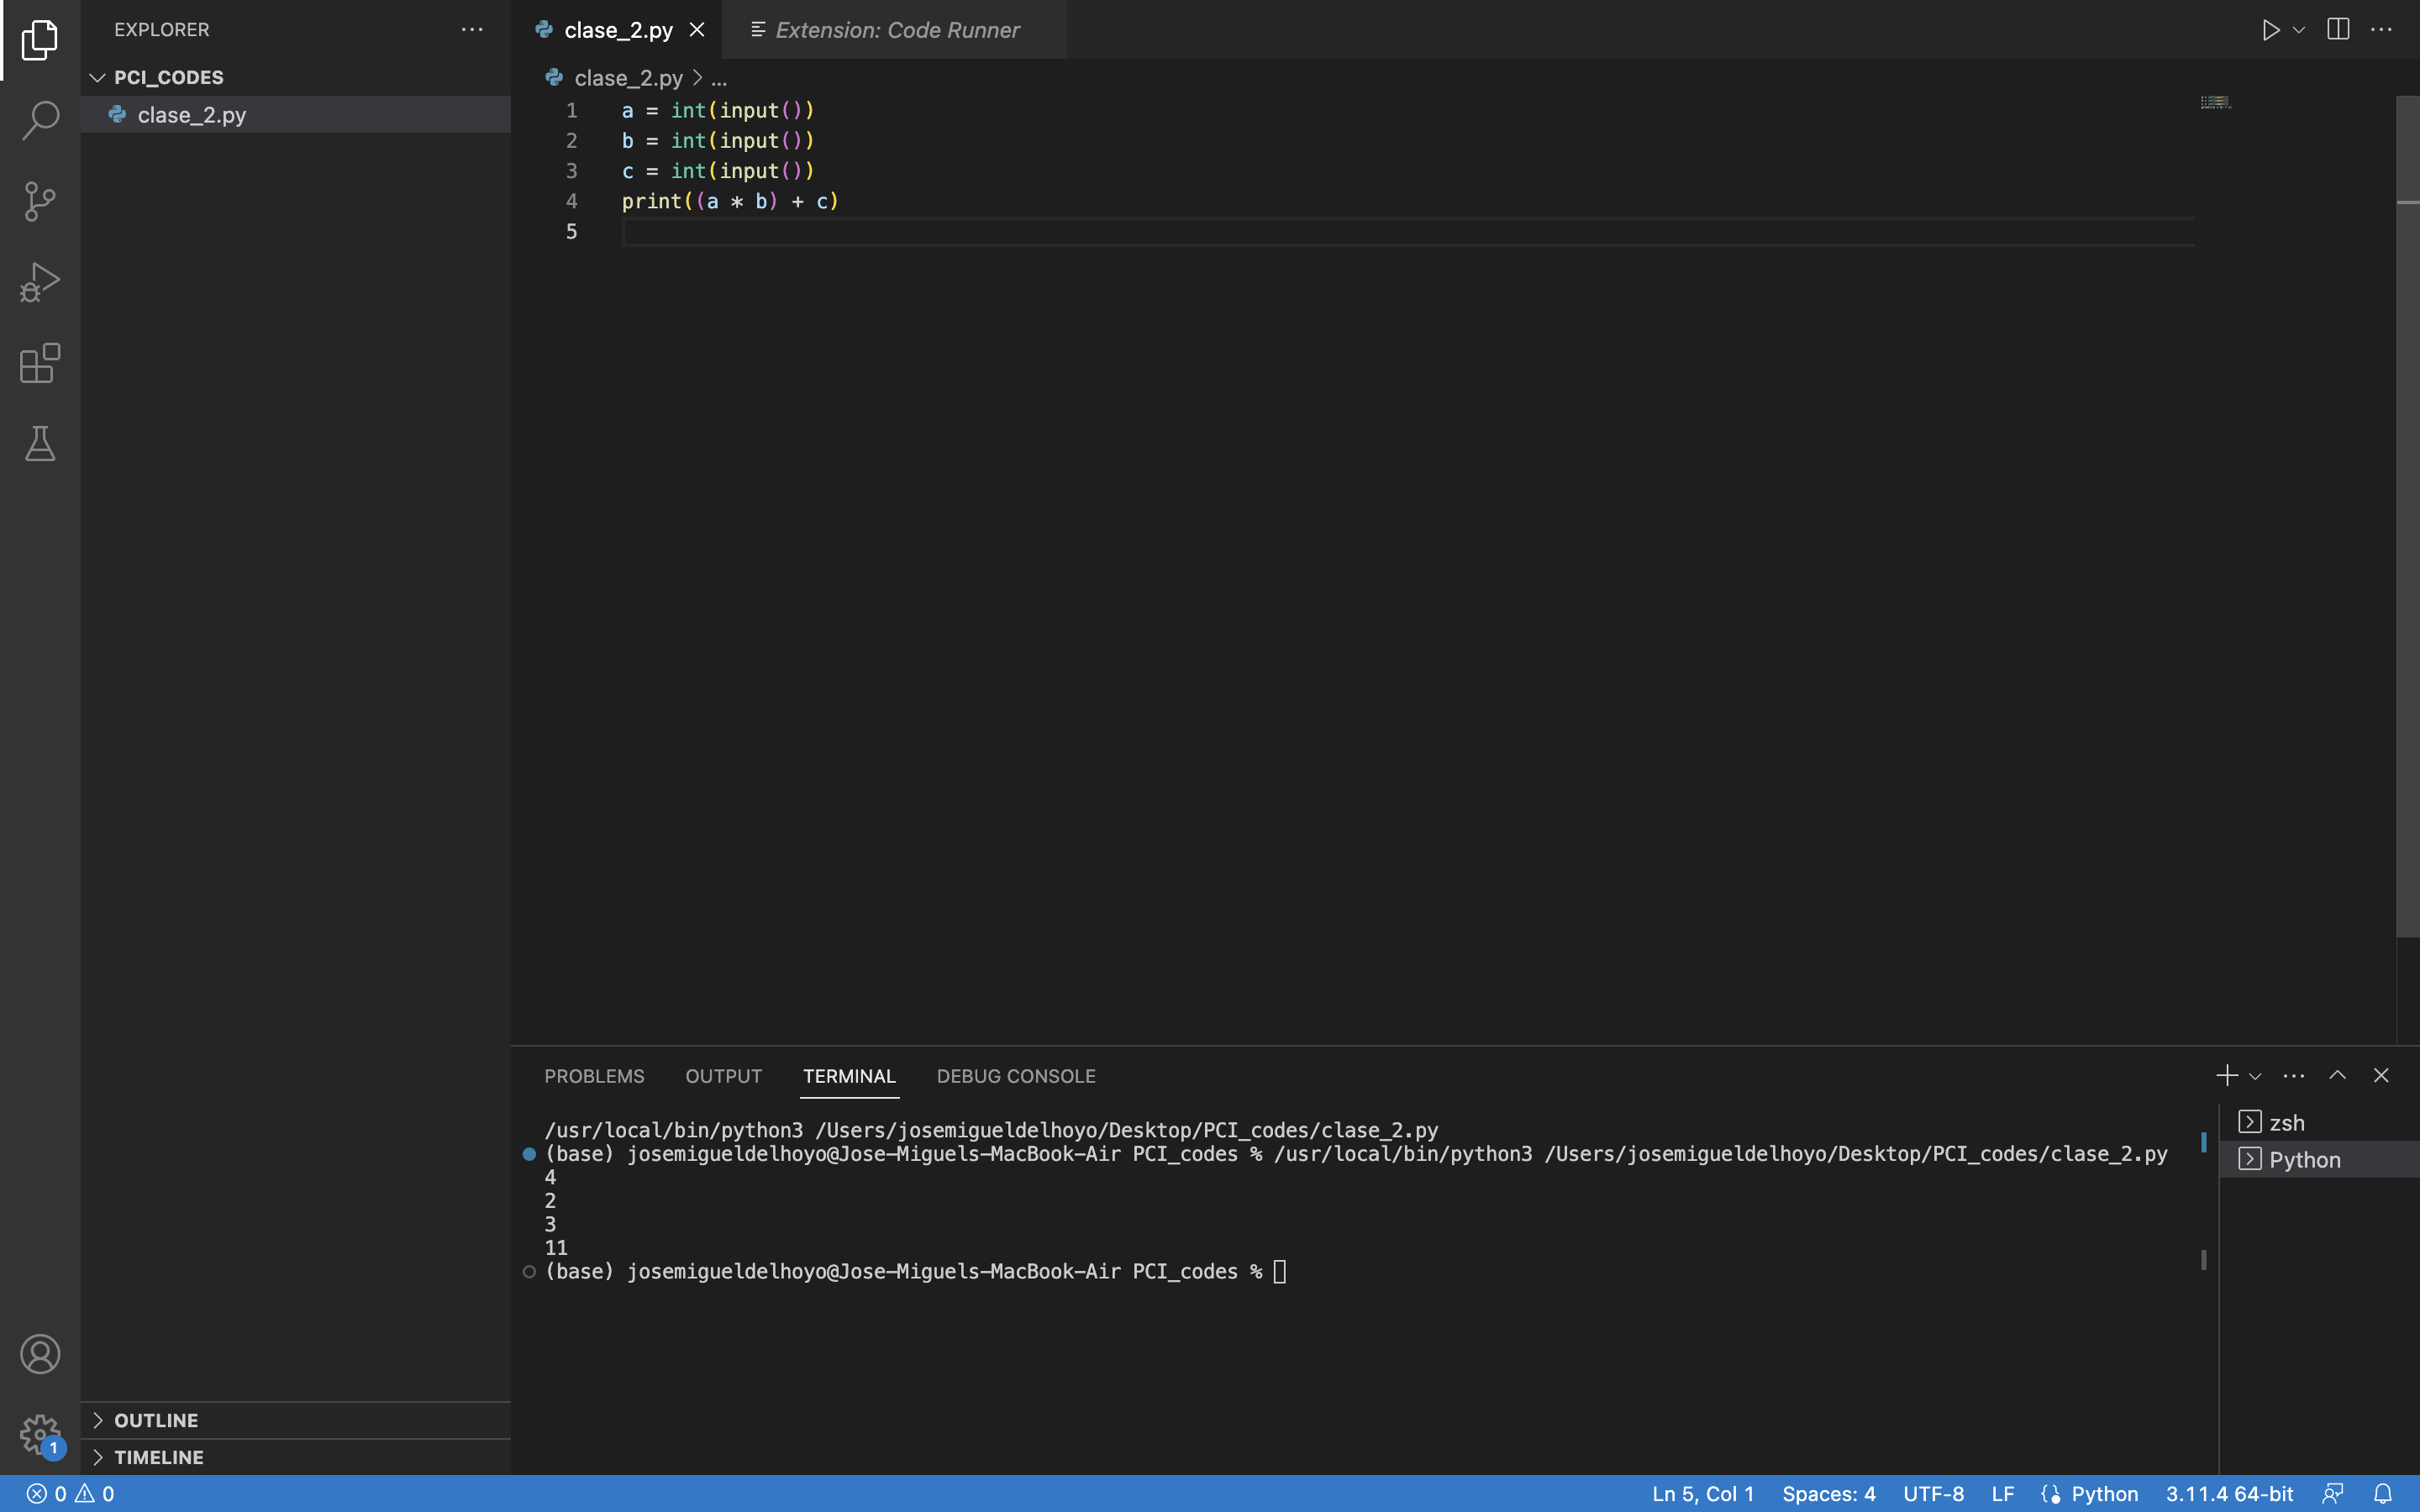 EXPLORER
PCI_CODES
clase_2.py
OUTLINE
TIMELINE
clase_2.py
Extension: Code Runner
clase_2.py > ...
1 a = int(input())
2 b = int(input())
3 c = int(input())
4 print((a * b) + c)
5
PROBLEMS OUTPUT TERMINAL DEBUG CONSOLE
/usr/local/bin/python3 /Users/josemigueldelhoyo/Desktop/PCI_codes/clase_2.py
(base) josemigueldelhoyo@Jose-Miguels-MacBook-Air PCI_codes % /usr/local/bin/python3 /Users/josemigueldelhoyo/Desktop/PCI_codes/clase_2.py
4
2
3
11
(base) josemigueldelhoyo@Jose-Miguels-MacBook-Air PCI_codes %
zsh
Python
1
0 0 Ln 5, Col 1 Spaces: 4 UTF-8 LF Python 3.11.4 64-bit